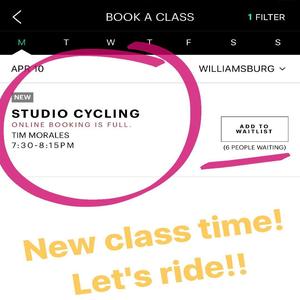 BOOK A CLASS
1 FILTER
M T W T F S S
APR 10
WILLIAMSBURG
NEW
STUDIO CYCLING
ONLINE BOOKING IS FULL.
TIM MORALES
7:30-8:15PM
ADD TO
WAITLIST
(6 PEOPLE WAITING)
New class time!
Let's ride!!